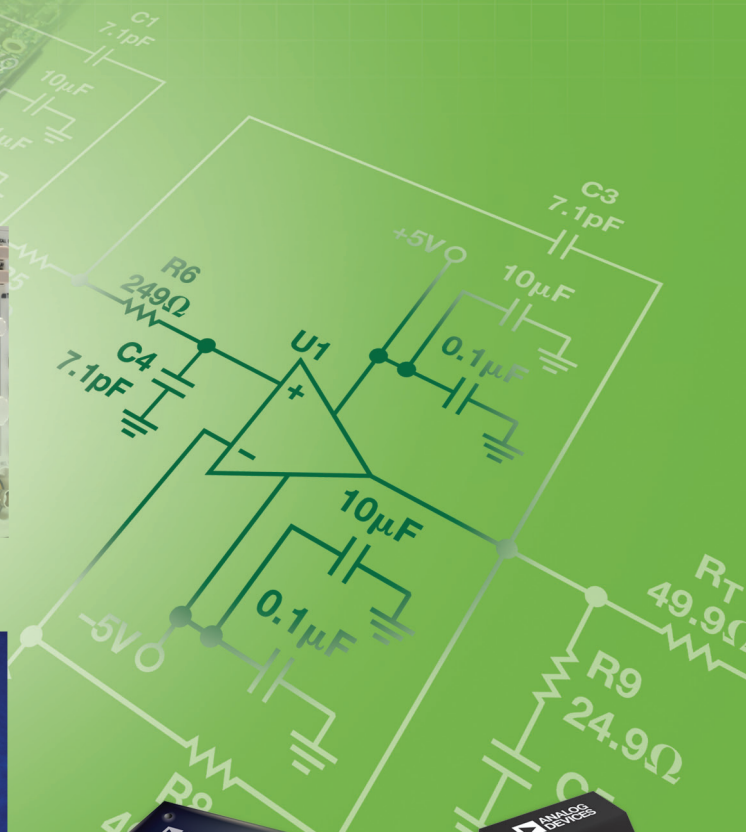 C1
7.1pF
10μF
C3
7.1pF
+5V
10μF
R6
249Ω
U1
0.1μF
C4
7.1pF
+
-
10μF
0.1μF
–5V
RT
49.9Ω
R9
24.9Ω
ANALOG
DEVICES